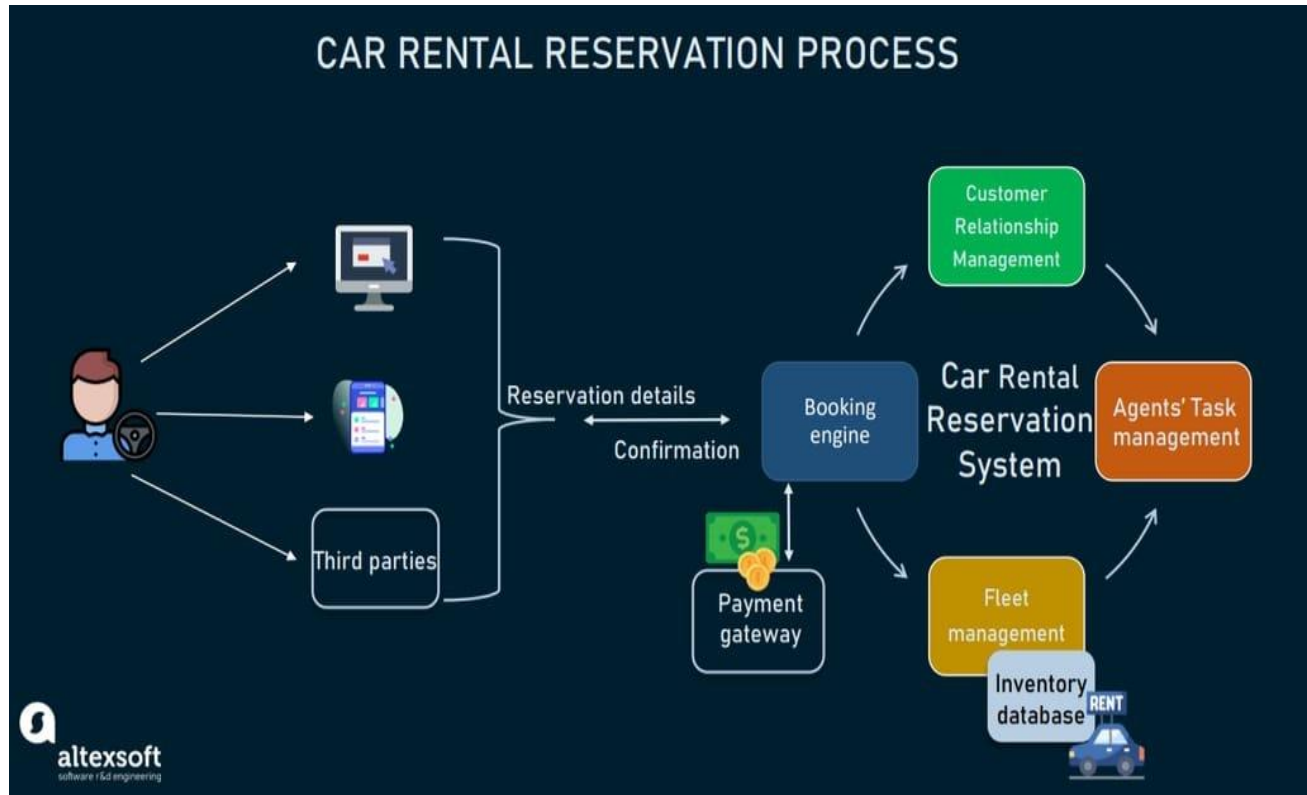 CAR RENTAL RESERVATION PROCESS
Third parties
Reservation details
Confirmation
Booking
engine
Payment
gateway
Customer
Relationship
Management
Car Rental
Reservation
System
Agents' Task
management
Fleet
management
Inventory
database
RENT
altexsoft
software r&d engineering